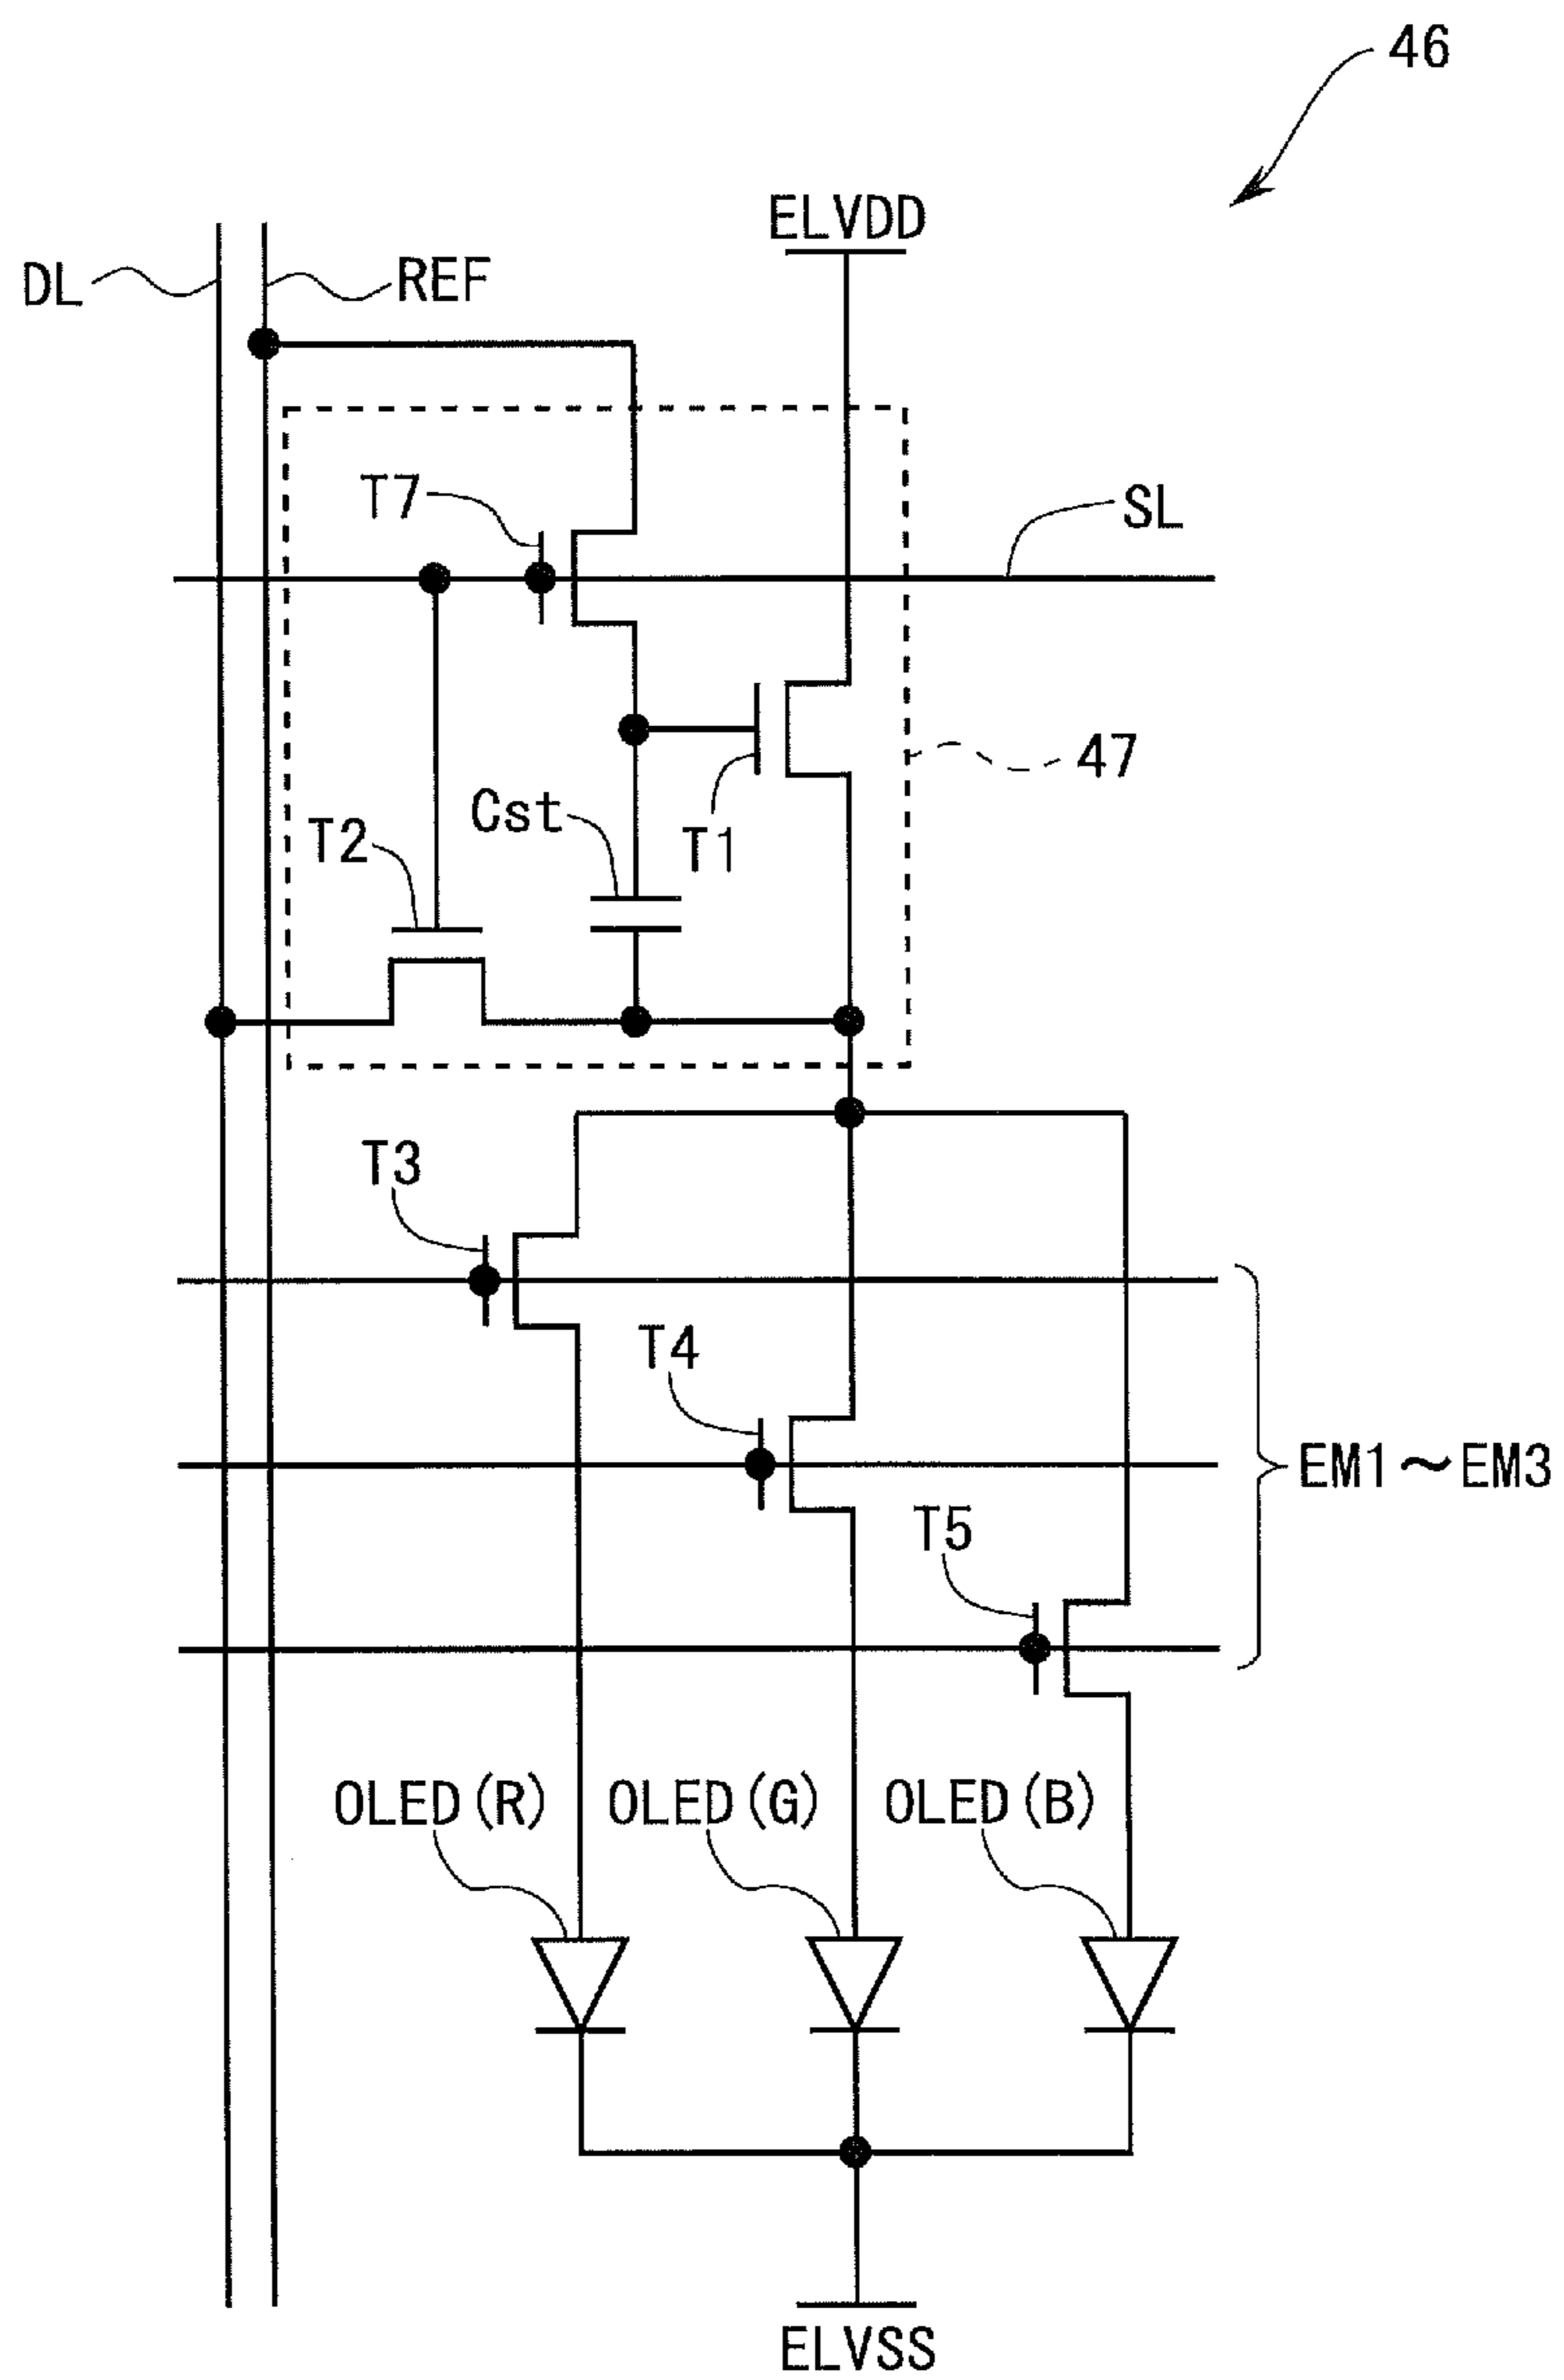 46
ELVDD
DL
REF
T7
SL
47
Cst
T1
T2
T3
T4
EM1～EM3
T5
OLED(R)
OLED(G)
OLED(B)
ELVSS